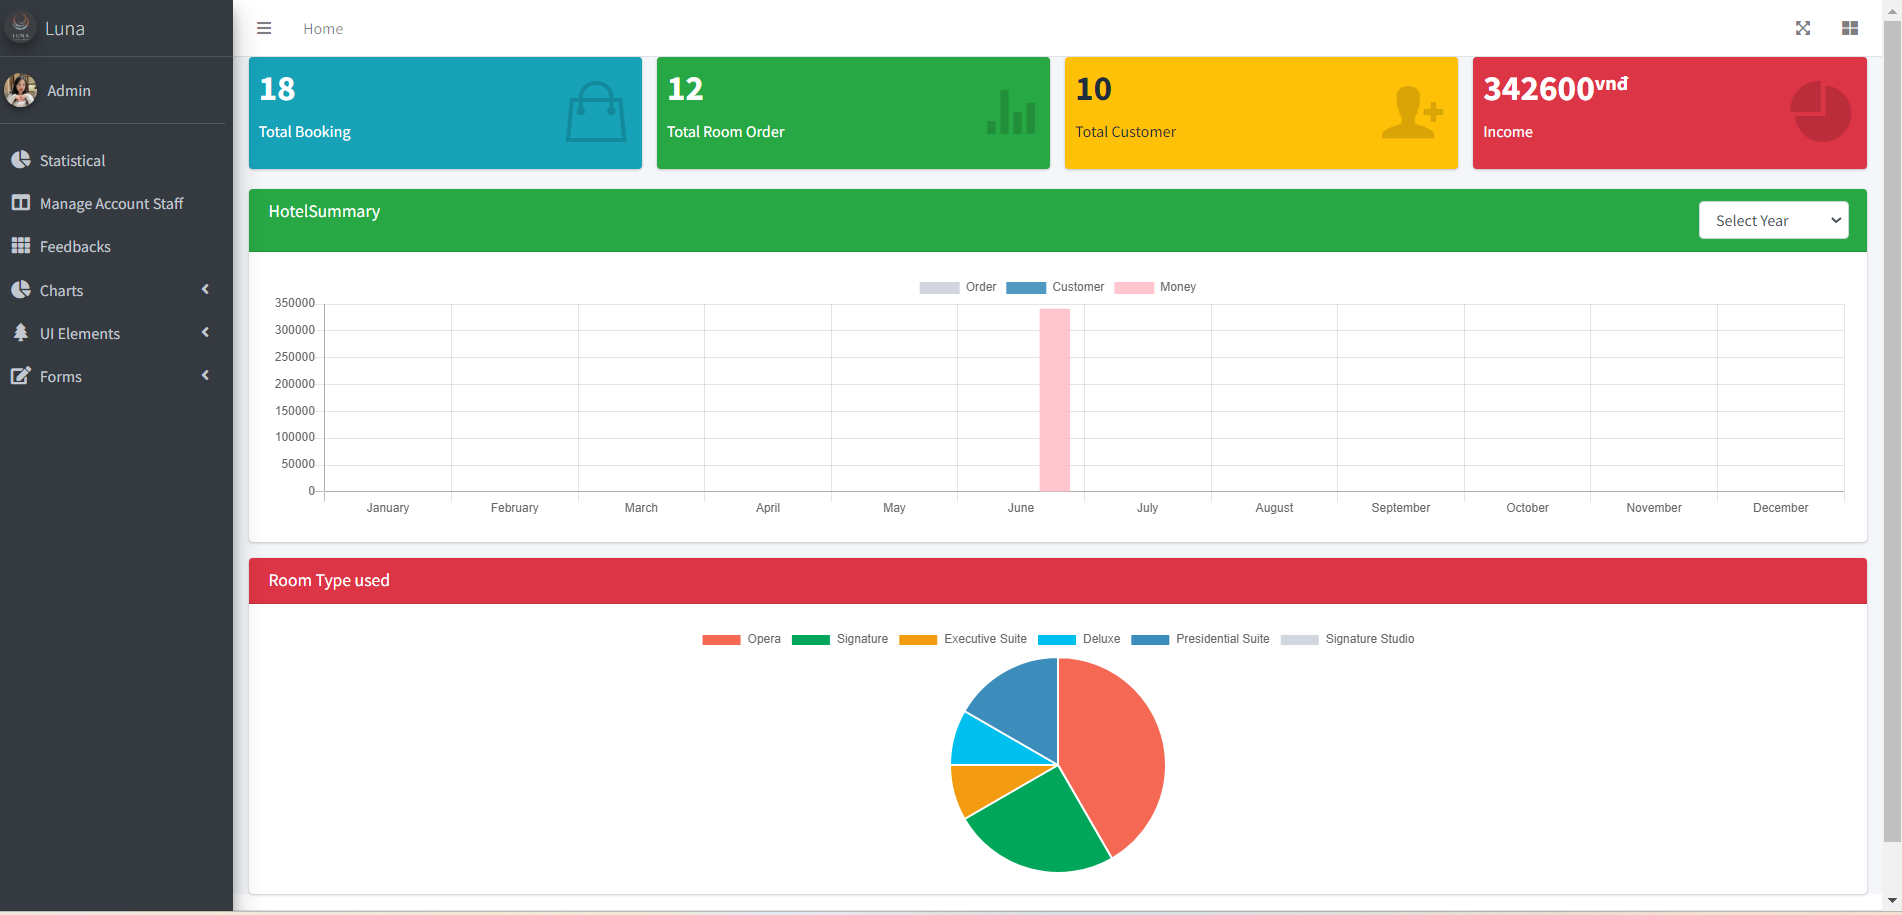 Luna
Home
LUNA
Admin
Statistical
Manage Account Staff
Feedbacks
Charts
UI Elements
Forms
18
Total Booking
12
Total Room Order
10
Total Customer
342600vnđ
Income
HotelSummary
Select Year
Order Customer Money
350000
300000
250000
200000
150000
100000
50000
0
January February March April May June July August September October November December
Room Type used
Opera Signature Executive Suite Deluxe Presidential Suite Signature Studio